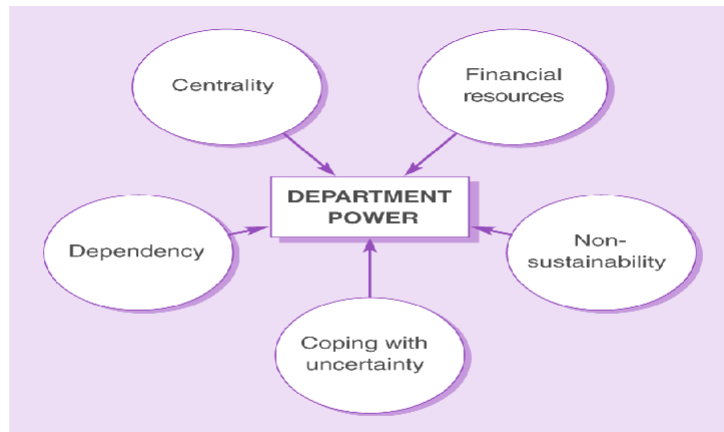 Centrality
Financial
resources
DEPARTMENT
POWER
Dependency
Non-
sustainability
Coping with
uncertainty